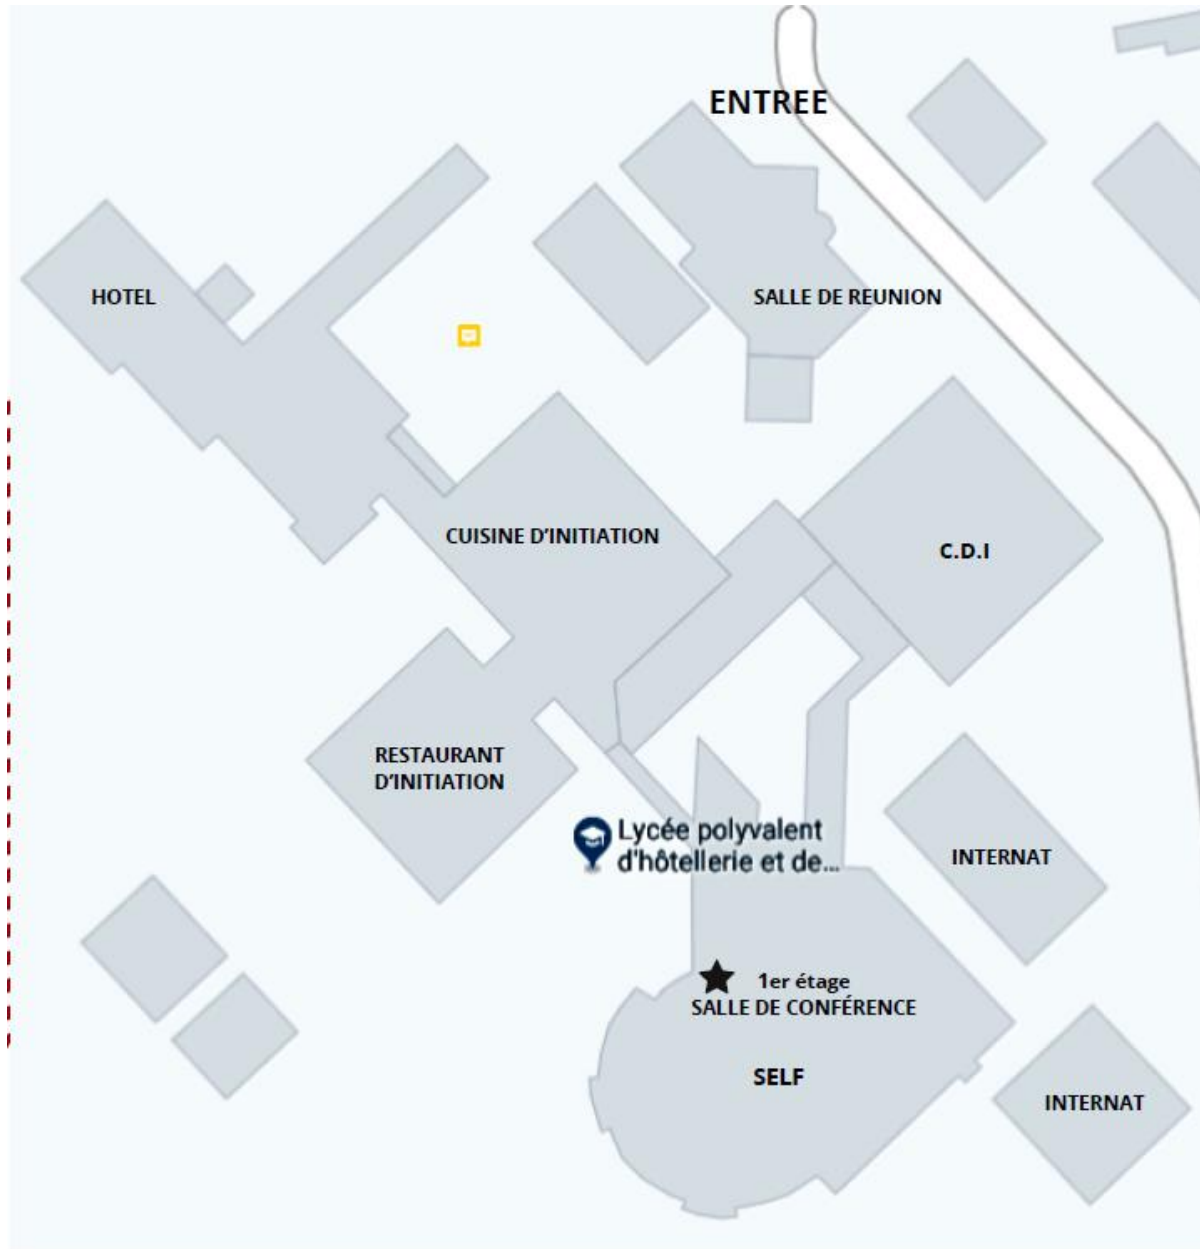 ENTREE
HOTEL
SALLE DE REUNION
CUISINE D'INITIATION
C.D.I
RESTAURANT
D'INITIATION
Lycée polyvalent
d'hôtellerie et de...
INTERNAT
1er étage
SALLE DE CONFÉRENCE
SELF
INTERNAT